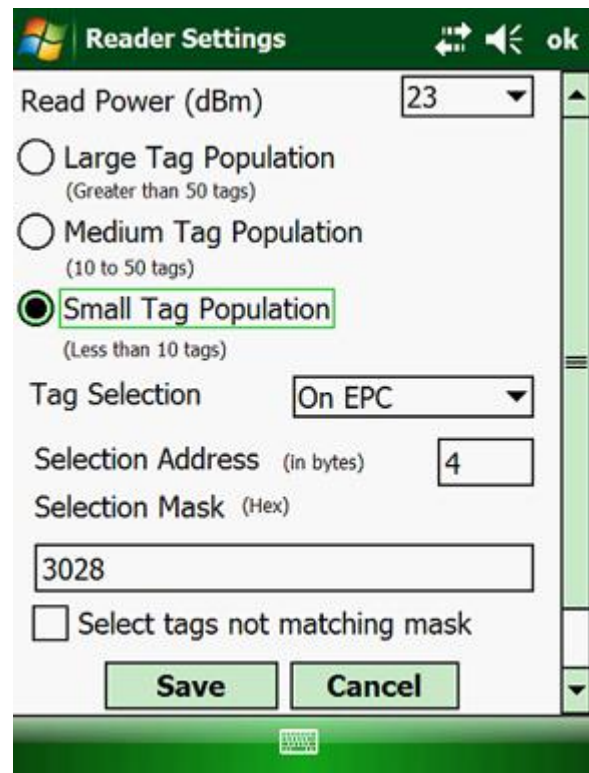 Reader Settings ok
Read Power (dBm) 23
Large Tag Population
(Greater than 50 tags)
Medium Tag Population
(10 to 50 tags)
Small Tag Population
(Less than 10 tags)
Tag Selection On EPC
Selection Address (in bytes) 4
Selection Mask (Hex)
3028
Select tags not matching mask
Save Cancel